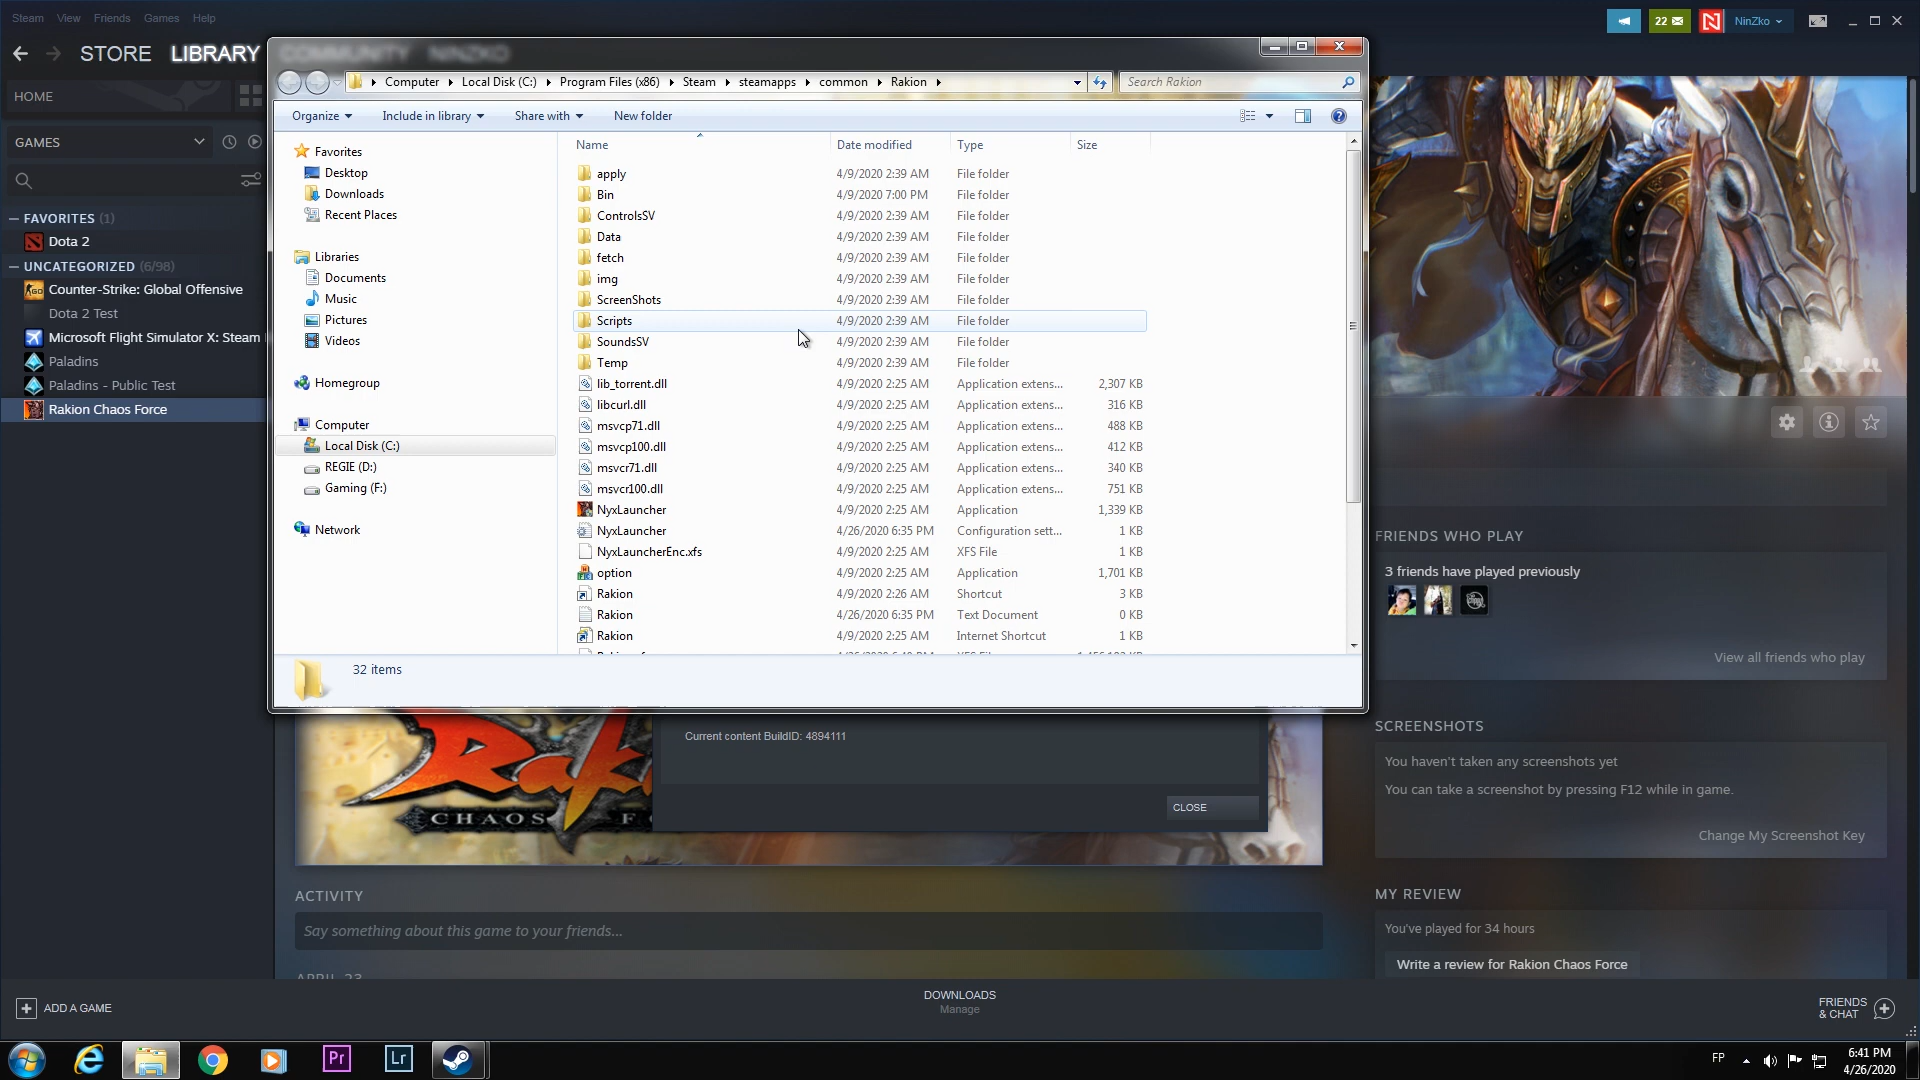 Steam View Friends Games Help
22 NinZko
STORE LIBRARY COMMUNITY NINZKO
HOME
GAMES
FAVORITES (1)
Dota 2
UNCATEGORIZED (6/98)
Counter-Strike: Global Offensive
Dota 2 Test
Microsoft Flight Simulator X: Steam
Paladins
Paladins - Public Test
Rakion Chaos Force
Computer Local Disk (C:) Program Files (x86) Steam steamapps common Rakion
Search Rakion
Organize Include in library Share with New folder
Favorites
Desktop
Downloads
Recent Places
Libraries
Documents
Music
Pictures
Videos
Homegroup
Computer
Local Disk (C:)
REGIE (D:)
Gaming (F:)
Network
Name Date modified Type Size
apply 4/9/2020 2:39 AM File folder
Bin 4/9/2020 7:00 PM File folder
ControlsSV 4/9/2020 2:39 AM File folder
Data 4/9/2020 2:39 AM File folder
fetch 4/9/2020 2:39 AM File folder
img 4/9/2020 2:39 AM File folder
ScreenShots 4/9/2020 2:39 AM File folder
Scripts 4/9/2020 2:39 AM File folder
SoundsSV 4/9/2020 2:39 AM File folder
Temp 4/9/2020 2:39 AM File folder
lib_torrent.dll 4/9/2020 2:25 AM Application extens... 2,307 KB
libcurl.dll 4/9/2020 2:25 AM Application extens... 316 KB
msvcp71.dll 4/9/2020 2:25 AM Application extens... 488 KB
msvcp100.dll 4/9/2020 2:25 AM Application extens... 412 KB
msvcr71.dll 4/9/2020 2:25 AM Application extens... 340 KB
msvcr100.dll 4/9/2020 2:25 AM Application extens... 751 KB
NyxLauncher 4/9/2020 2:25 AM Application 1,339 KB
NyxLauncher 4/26/2020 6:35 PM Configuration sett... 1 KB
NyxLauncherEnc.xfs 4/9/2020 2:25 AM XFS File 1 KB
option 4/9/2020 2:25 AM Application 1,701 KB
Rakion 4/9/2020 2:26 AM Shortcut 3 KB
Rakion 4/26/2020 6:35 PM Text Document 0 KB
Rakion 4/9/2020 2:25 AM Internet Shortcut 1 KB
32 items
Current content BuildID: 4894111
CLOSE
CHAOS F
ACTIVITY
Say something about this game to your friends...
APRIL 23
FRIENDS WHO PLAY
3 friends have played previously
View all friends who play
SCREENSHOTS
You haven't taken any screenshots yet
You can take a screenshot by pressing F12 while in game.
Change My Screenshot Key
MY REVIEW
You've played for 34 hours
Write a review for Rakion Chaos Force
ADD A GAME
DOWNLOADS
Manage
FRIENDS
& CHAT
Pr Lr
FP
6:41 PM
4/26/2020